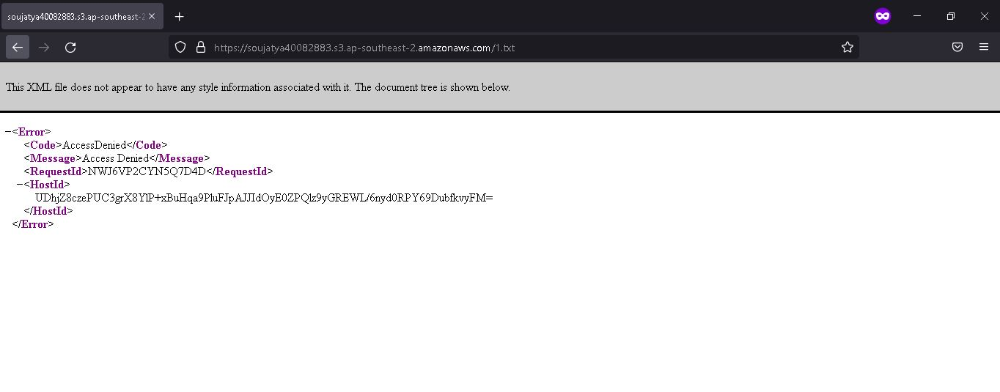 soujatya40082883.s3.ap-southeast-2
https://soujatya40082883.s3.ap-southeast-2.amazonaws.com/1.txt
This XML file does not appear to have any style information associated with it. The document tree is shown below.
−<Error>
<Code>AccessDenied</Code>
<Message>Access Denied</Message>
<RequestId>NWJ6VP2CYN5Q7D4D</RequestId>
−<HostId>
UDhjZ8czePUC3grX8YlP+xBuHqa9PluFJpAJJIdOyE0ZPQlz9yGREWL/6nyd0RPY69DubfkvyFM=
</HostId>
</Error>